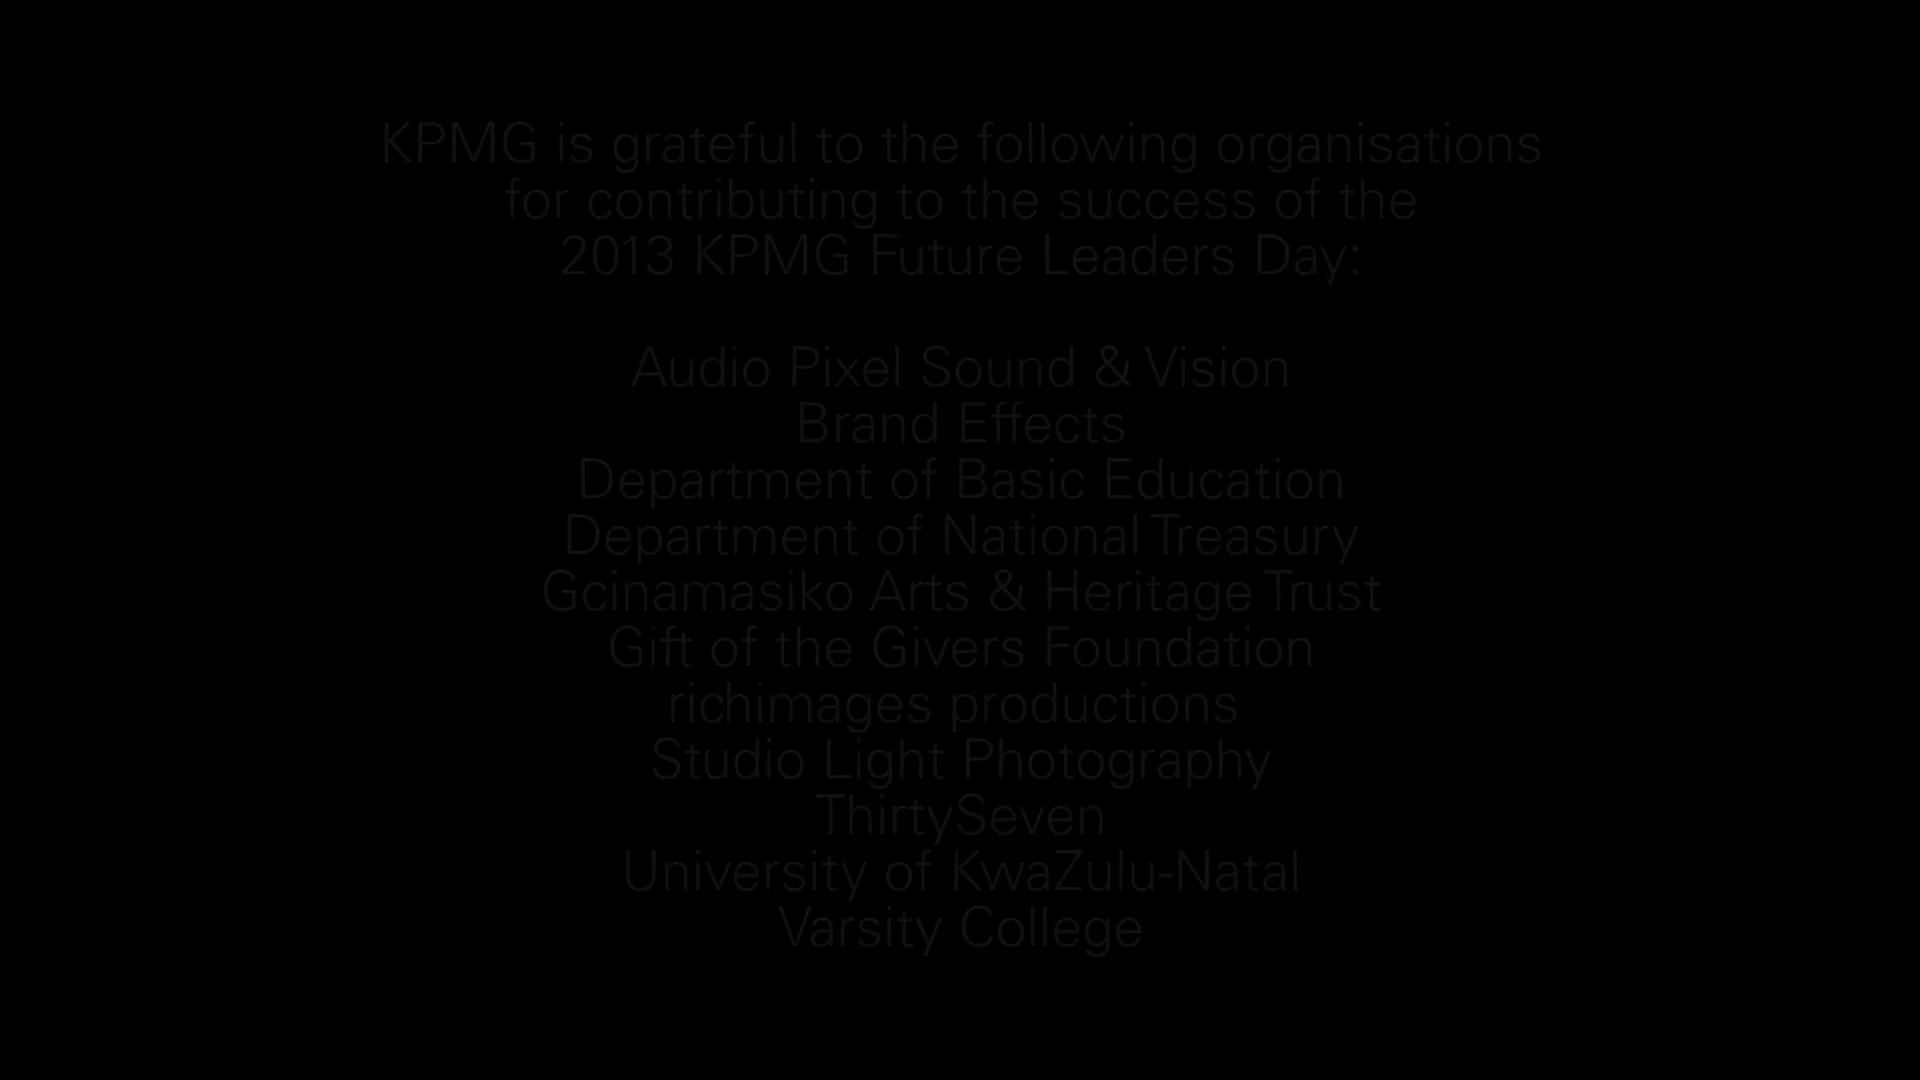 KPMG is grateful to the following organisations
for contributing to the success of the
2013 KPMG Future Leaders Day:
Audio Pixel Sound & Vision
Brand Effects
Department of Basic Education
Department of National Treasury
Gcinamasiko Arts & Heritage Trust
Gift of the Givers Foundation
richimages productions
Studio Light Photography
ThirtySeven
University of KwaZulu-Natal
Varsity College